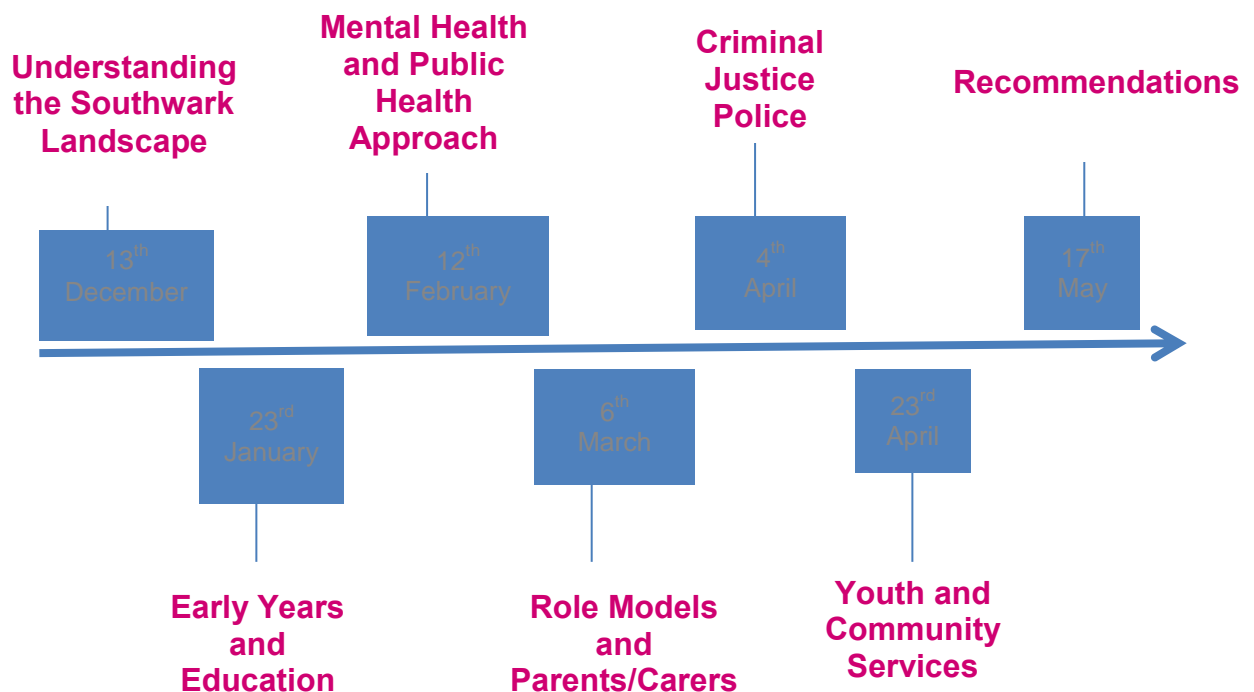 Understanding
the Southwark
Landscape
Mental Health
and Public
Health
Approach
Criminal
Justice
Police
Recommendations
13th
December
12th
February
4th
April
17th
May
23rd
January
6th
March
23rd
April
Early Years
and
Education
Role Models
and
Parents/Carers
Youth and
Community
Services